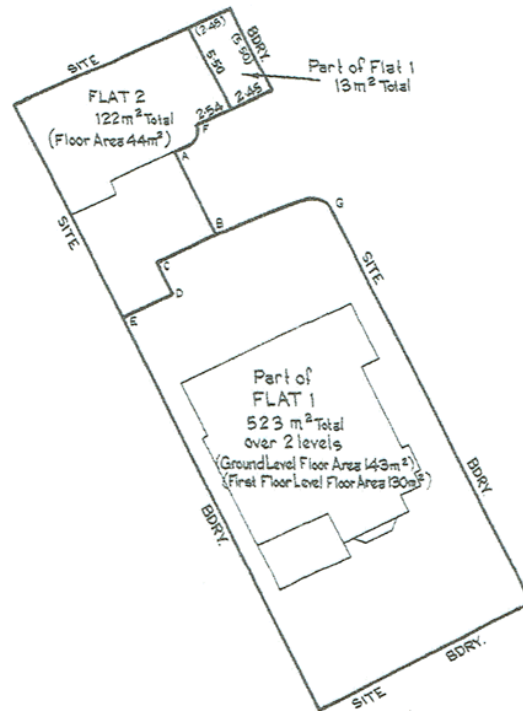 SITE
(2·45)
5·50
(5·50)
BDRY.
Part of Flat 1
13m² Total
FLAT 2
122m² Total
(Floor Area 44m²)
2·54
2·45
F
A
SITE
B
G
C
D
E
SITE
Part of
FLAT 1
523 m² Total
over 2 levels
(Ground Level Floor Area 143m²)
(First Floor Level Floor Area 130m²)
BDRY.
BDRY.
SITE
BDRY.